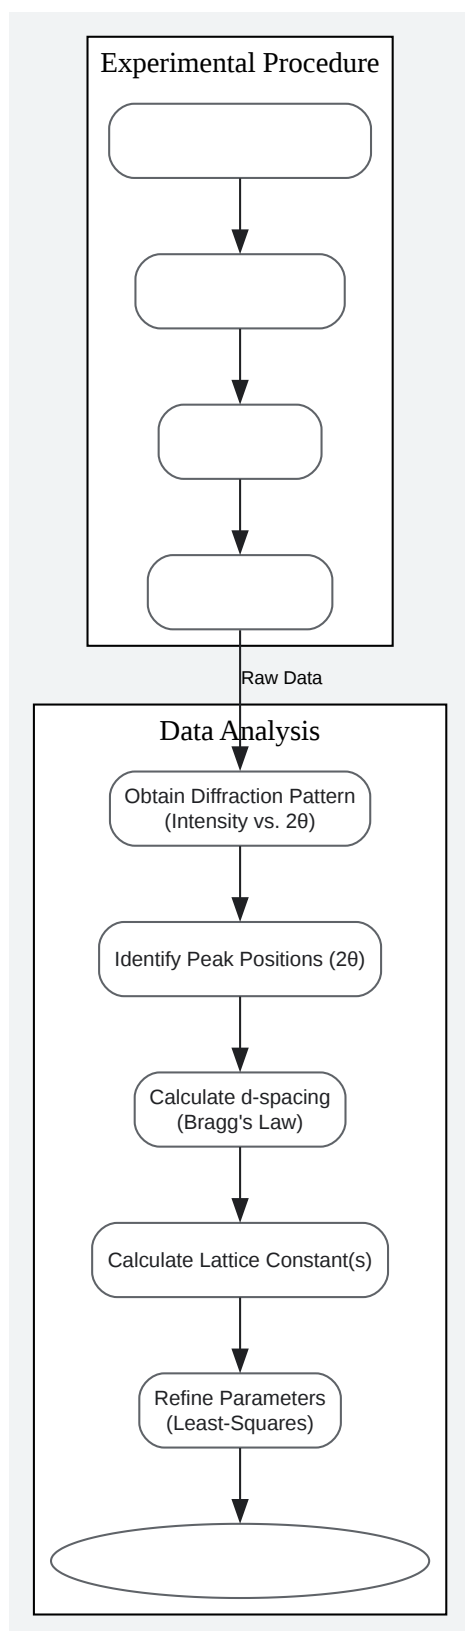 Experimental Procedure
Raw Data
Data Analysis
Obtain Diffraction Pattern
(Intensity vs. 2θ)
Identify Peak Positions (2θ)
Calculate d-spacing
(Bragg's Law)
Calculate Lattice Constant(s)
Refine Parameters
(Least-Squares)